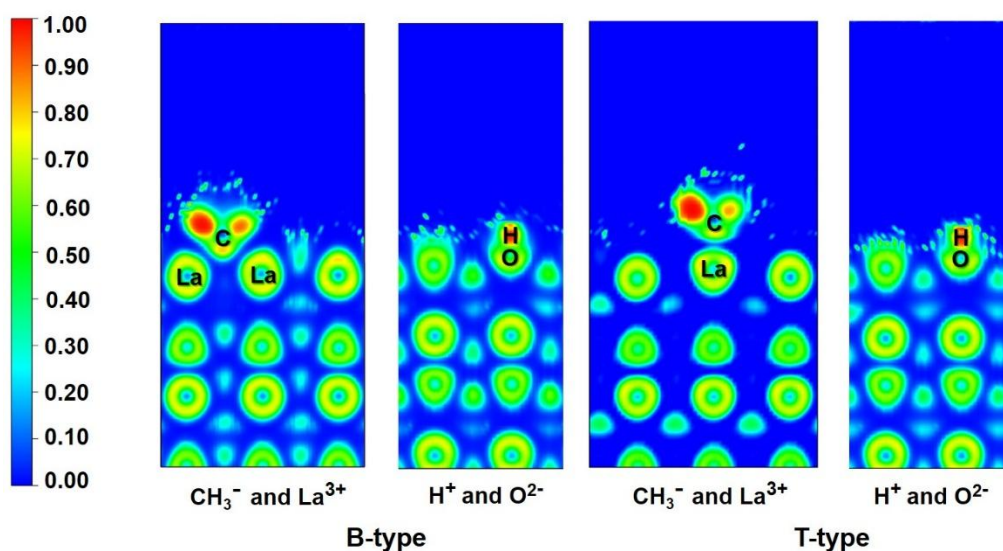 1.00
0.90
0.80
0.70
0.60
0.50
0.40
0.30
0.20
0.10
0.00
C
La La
H
O
C
La
H
O
CH₃⁻ and La³⁺ H⁺ and O²⁻ CH₃⁻ and La³⁺ H⁺ and O²⁻
B-type T-type